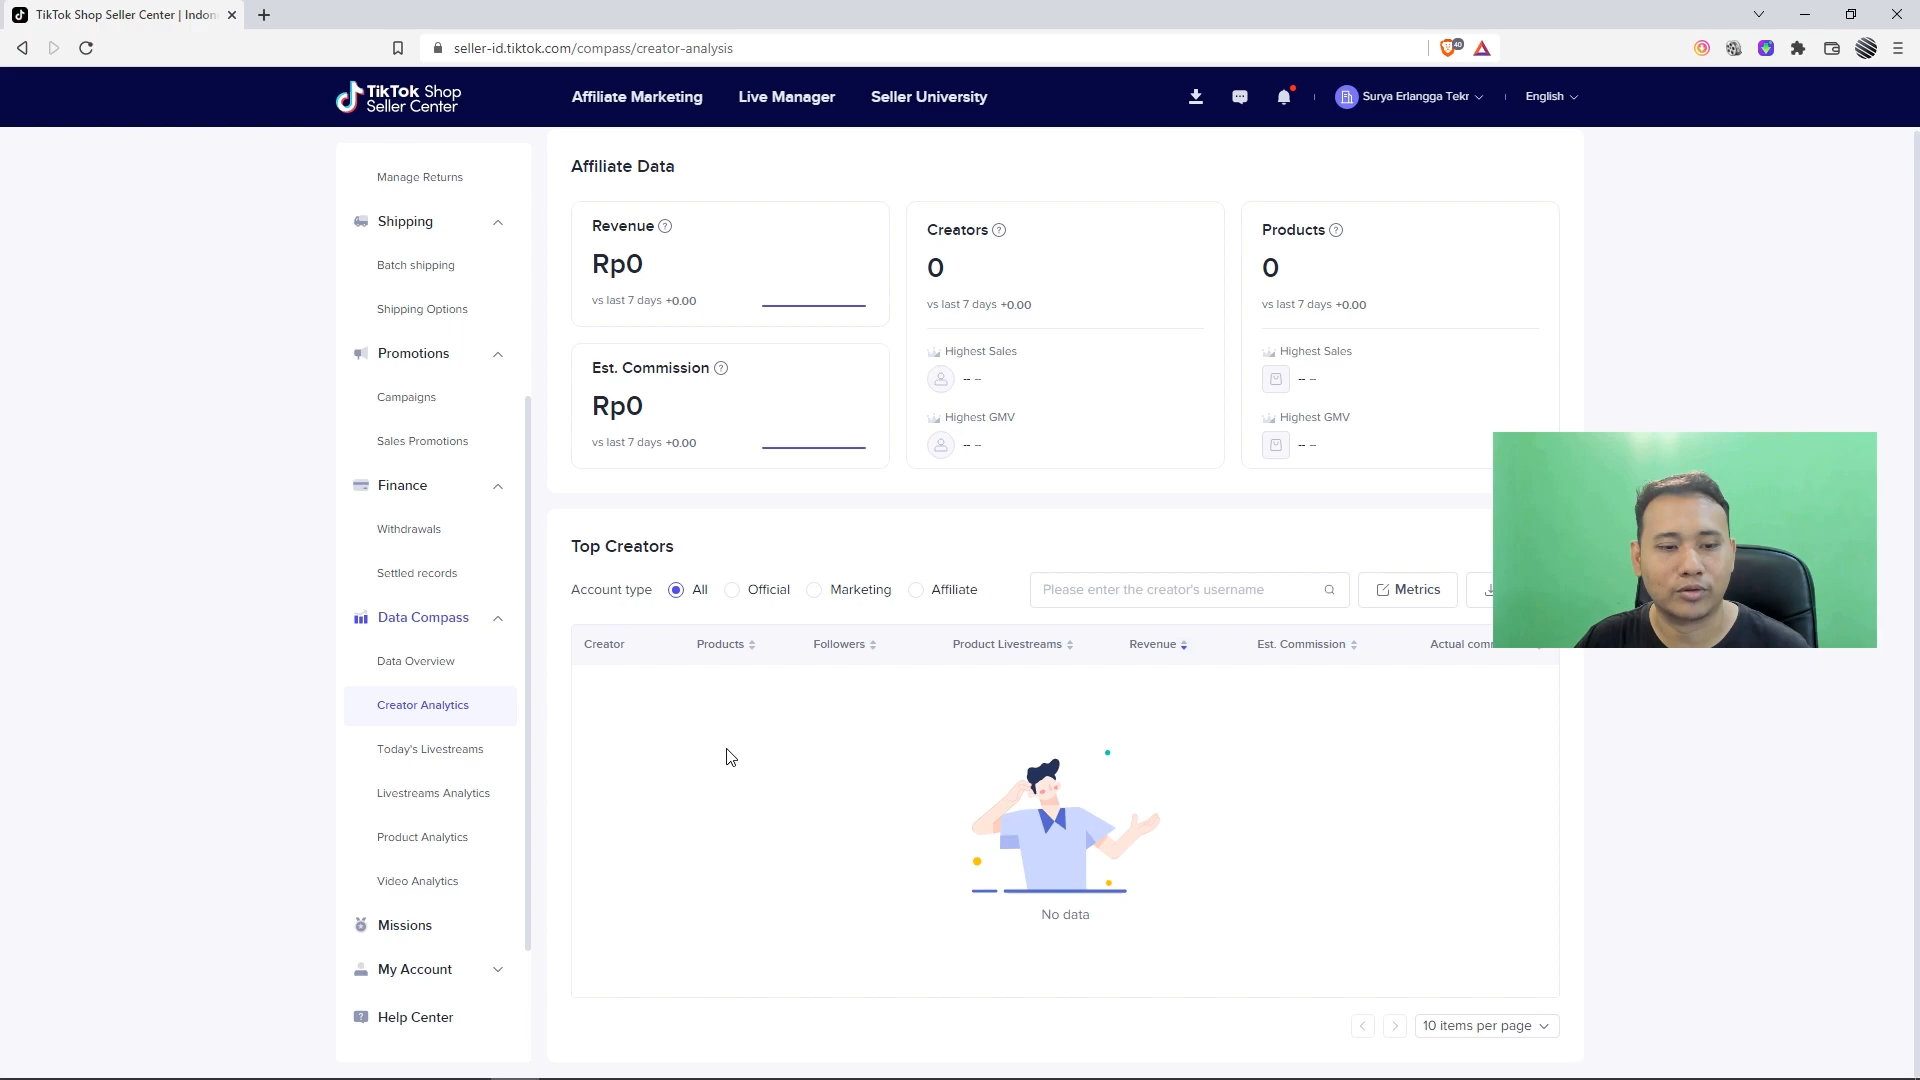 TikTok Shop Seller Center | Indon
seller-id.tiktok.com/compass/creator-analysis
40
TikTok Shop
Seller Center
Affiliate Marketing
Live Manager
Seller University
Surya Erlangga Tekr
English
Manage Returns
Shipping
Batch shipping
Shipping Options
Promotions
Campaigns
Sales Promotions
Finance
Withdrawals
Settled records
Data Compass
Data Overview
Creator Analytics
Today's Livestreams
Livestreams Analytics
Product Analytics
Video Analytics
Missions
My Account
Help Center
Affiliate Data
Revenue
Rp0
vs last 7 days +0.00
Est. Commission
Rp0
vs last 7 days +0.00
Creators
0
vs last 7 days +0.00
Highest Sales
-- --
Highest GMV
-- --
Products
0
vs last 7 days +0.00
Highest Sales
-- --
Highest GMV
-- --
Top Creators
Account type All Official Marketing Affiliate
Please enter the creator's username
Metrics
Creator Products Followers Product Livestreams Revenue Est. Commission Actual com
No data
10 items per page